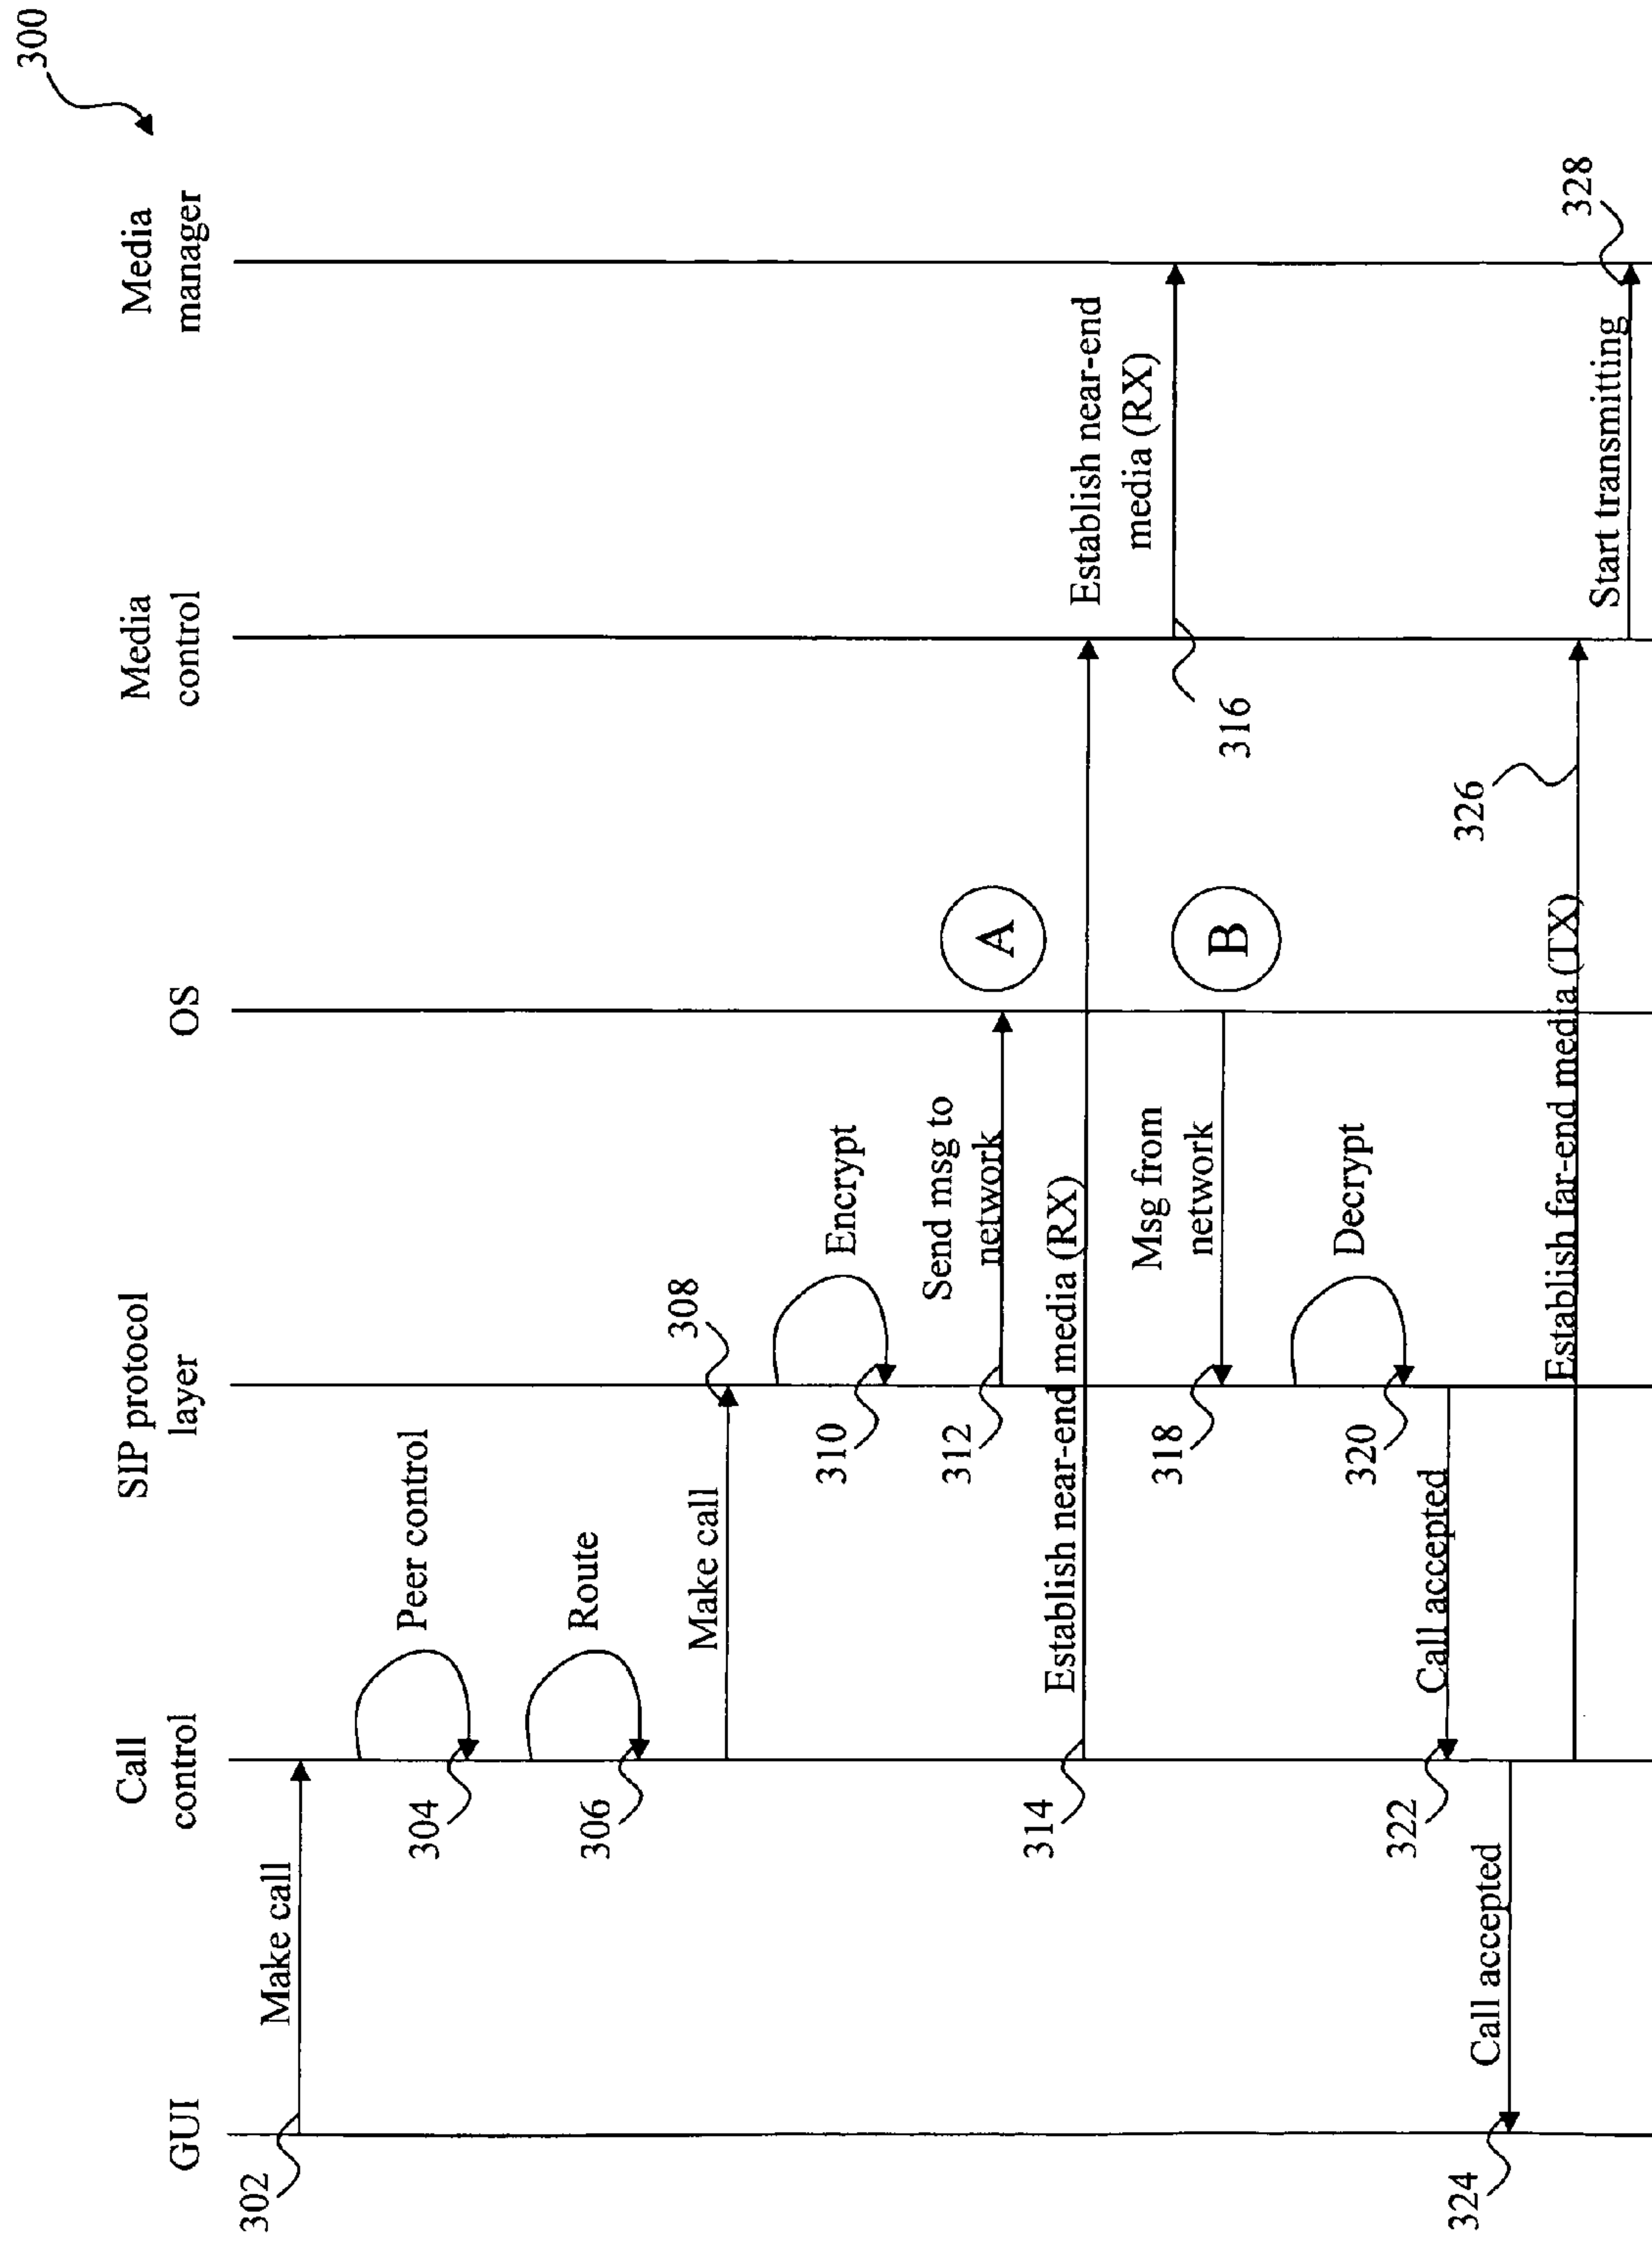 300
GUI
Call
control
SIP protocol
layer
OS
Media
control
Media
manager
302
Make call
304
Peer control
306
Route
Make call
308
310
Encrypt
312
Send msg to
network
A
314
Establish near-end media (RX)
Establish near-end
media (RX)
316
318
Msg from
network
B
320
Decrypt
322
Call accepted
324
Call accepted
Establish far-end media (TX)
326
Start transmitting
328